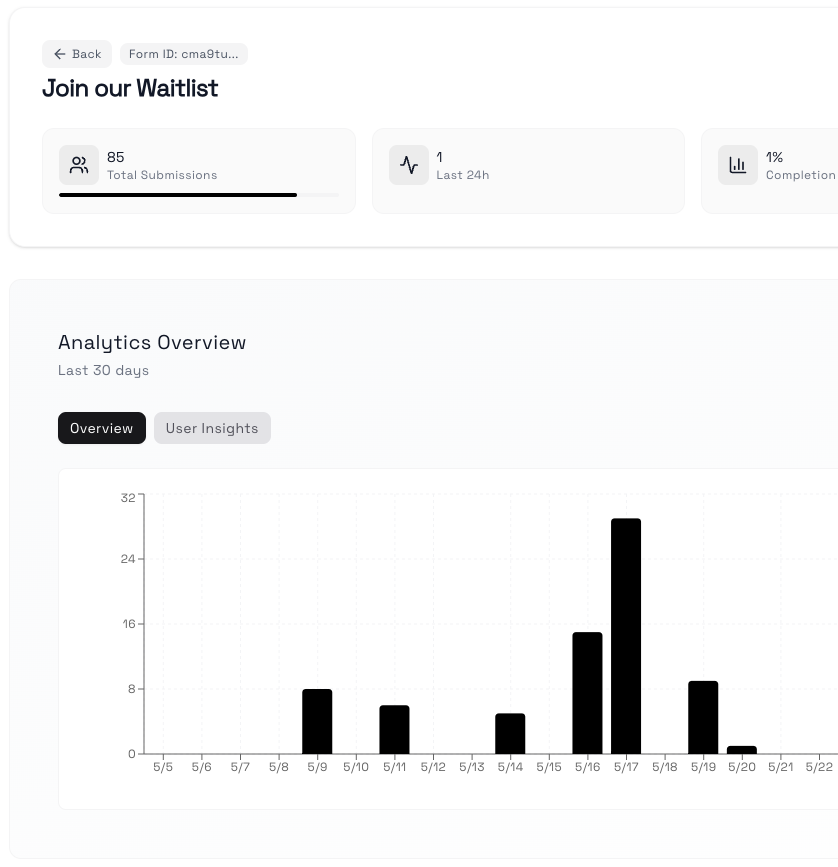 Back
Form ID: cma9tu...
Join our Waitlist
85
Total Submissions
1
Last 24h
1%
Completion
Analytics Overview
Last 30 days
Overview
User Insights
32
24
16
8
0
5/5 5/6 5/7 5/8 5/9 5/10 5/11 5/12 5/13 5/14 5/15 5/16 5/17 5/18 5/19 5/20 5/21 5/22